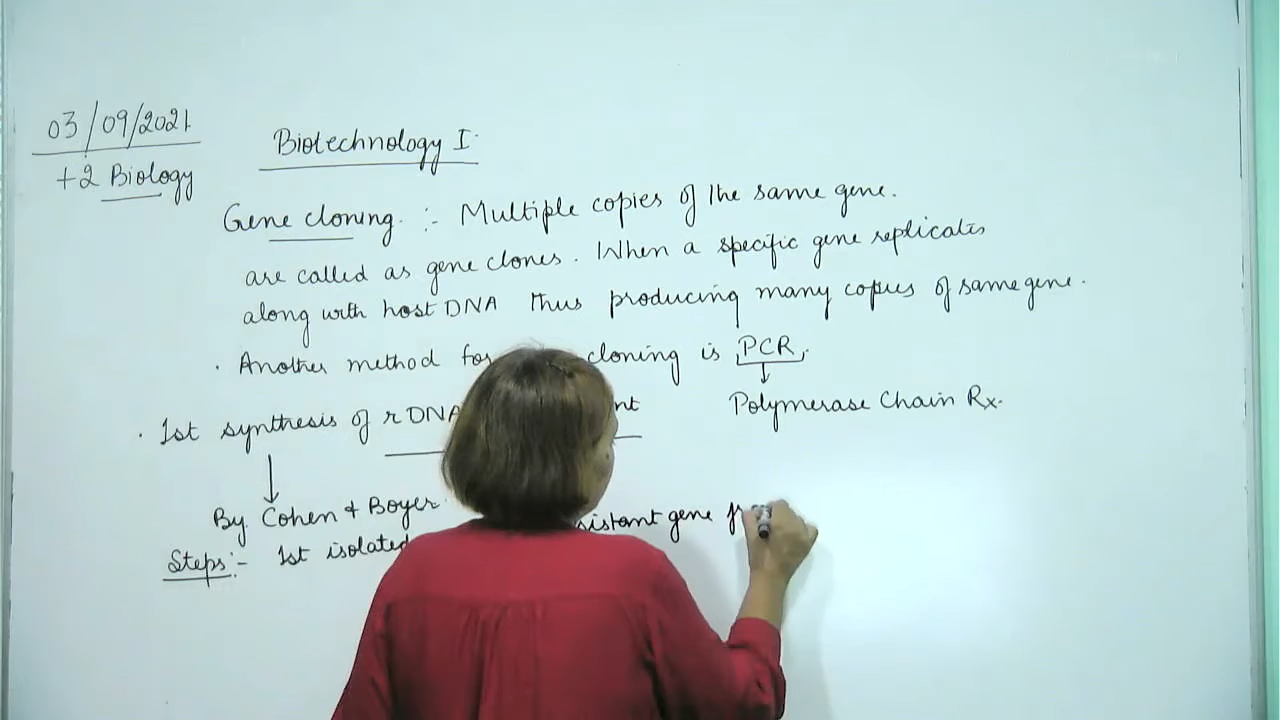 03/09/2021
+2 Biology
Biotechnology I
Gene cloning :- Multiple copies of the same gene.
are called as gene clones. When a specific gene replicates
along with host DNA thus producing many copies of same gene.
· Another method for cloning is PCR.
Polymerase Chain Rx.
· 1st synthesis of rDNA
By Cohen & Boyer
Steps:- 1st isolated gene